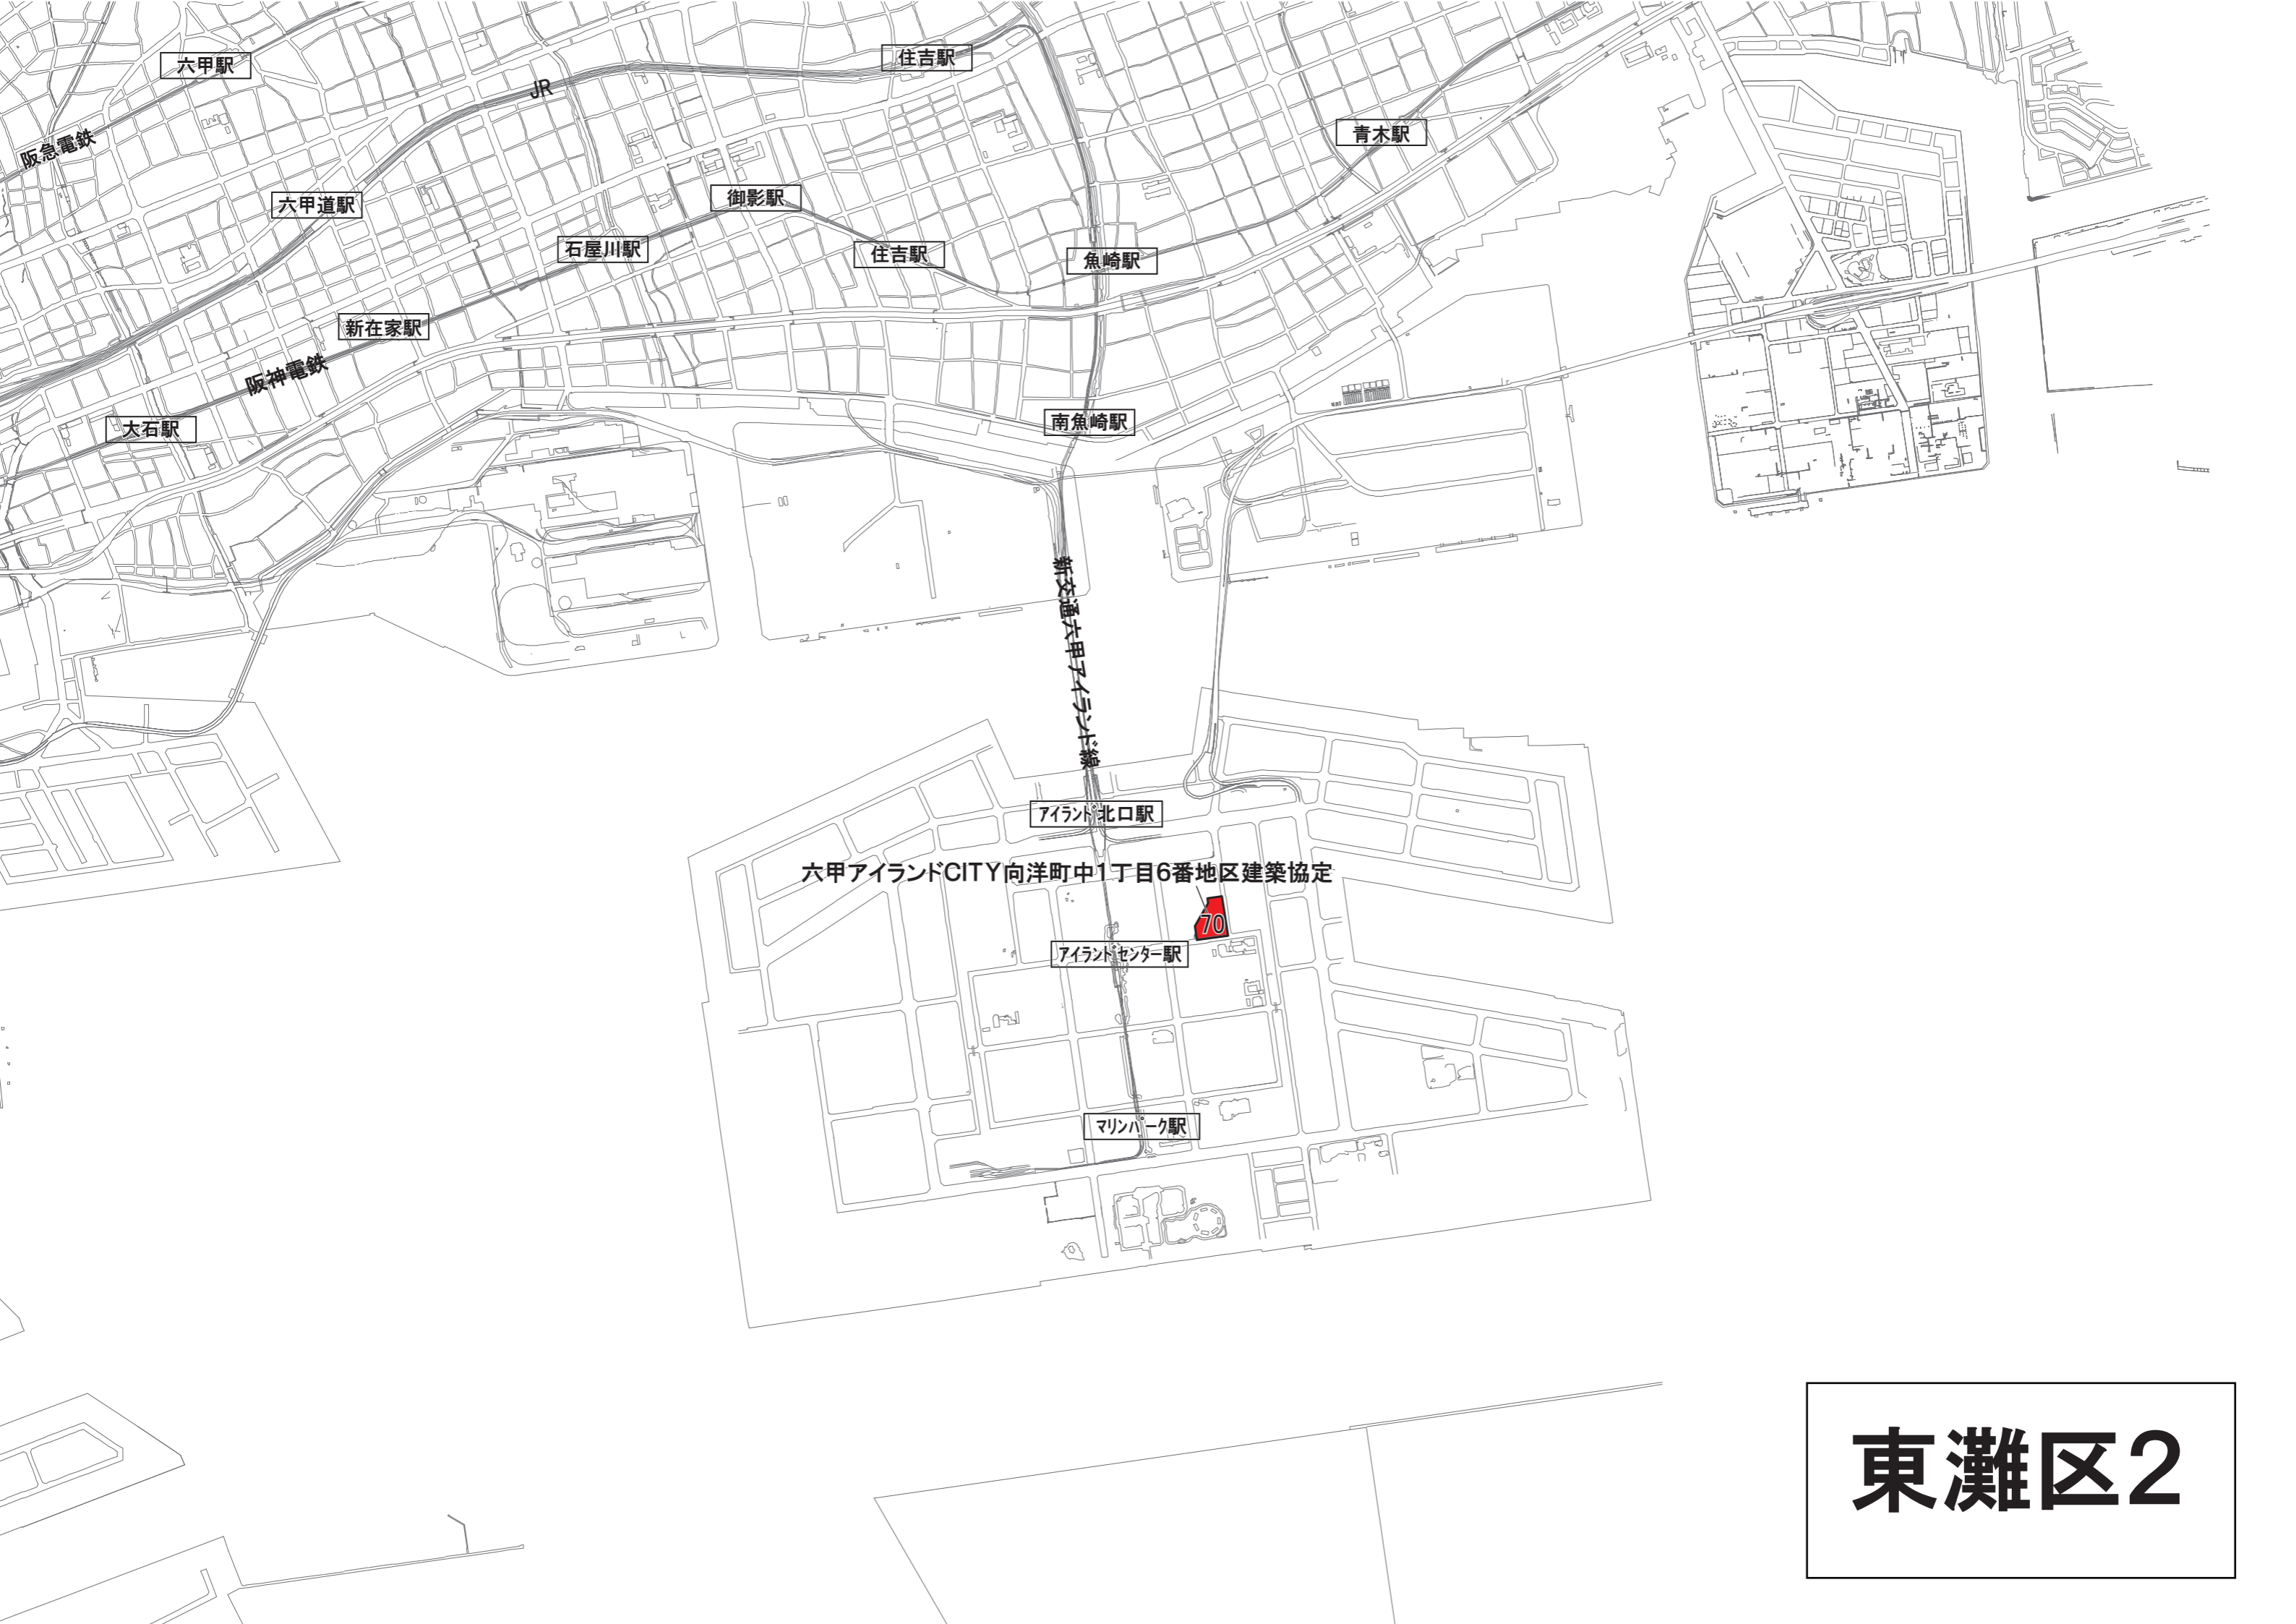 六甲駅
住吉駅
JR
青木駅
阪急電鉄
六甲道駅
御影駅
石屋川駅
住吉駅
魚崎駅
新在家駅
阪神電鉄
大石駅
南魚崎駅
新交通六甲アイランド線
アイランド北口駅
六甲アイランドCITY向洋町中1丁目6番地区建築協定
70
アイランドセンター駅
マリンパーク駅
東灘区2